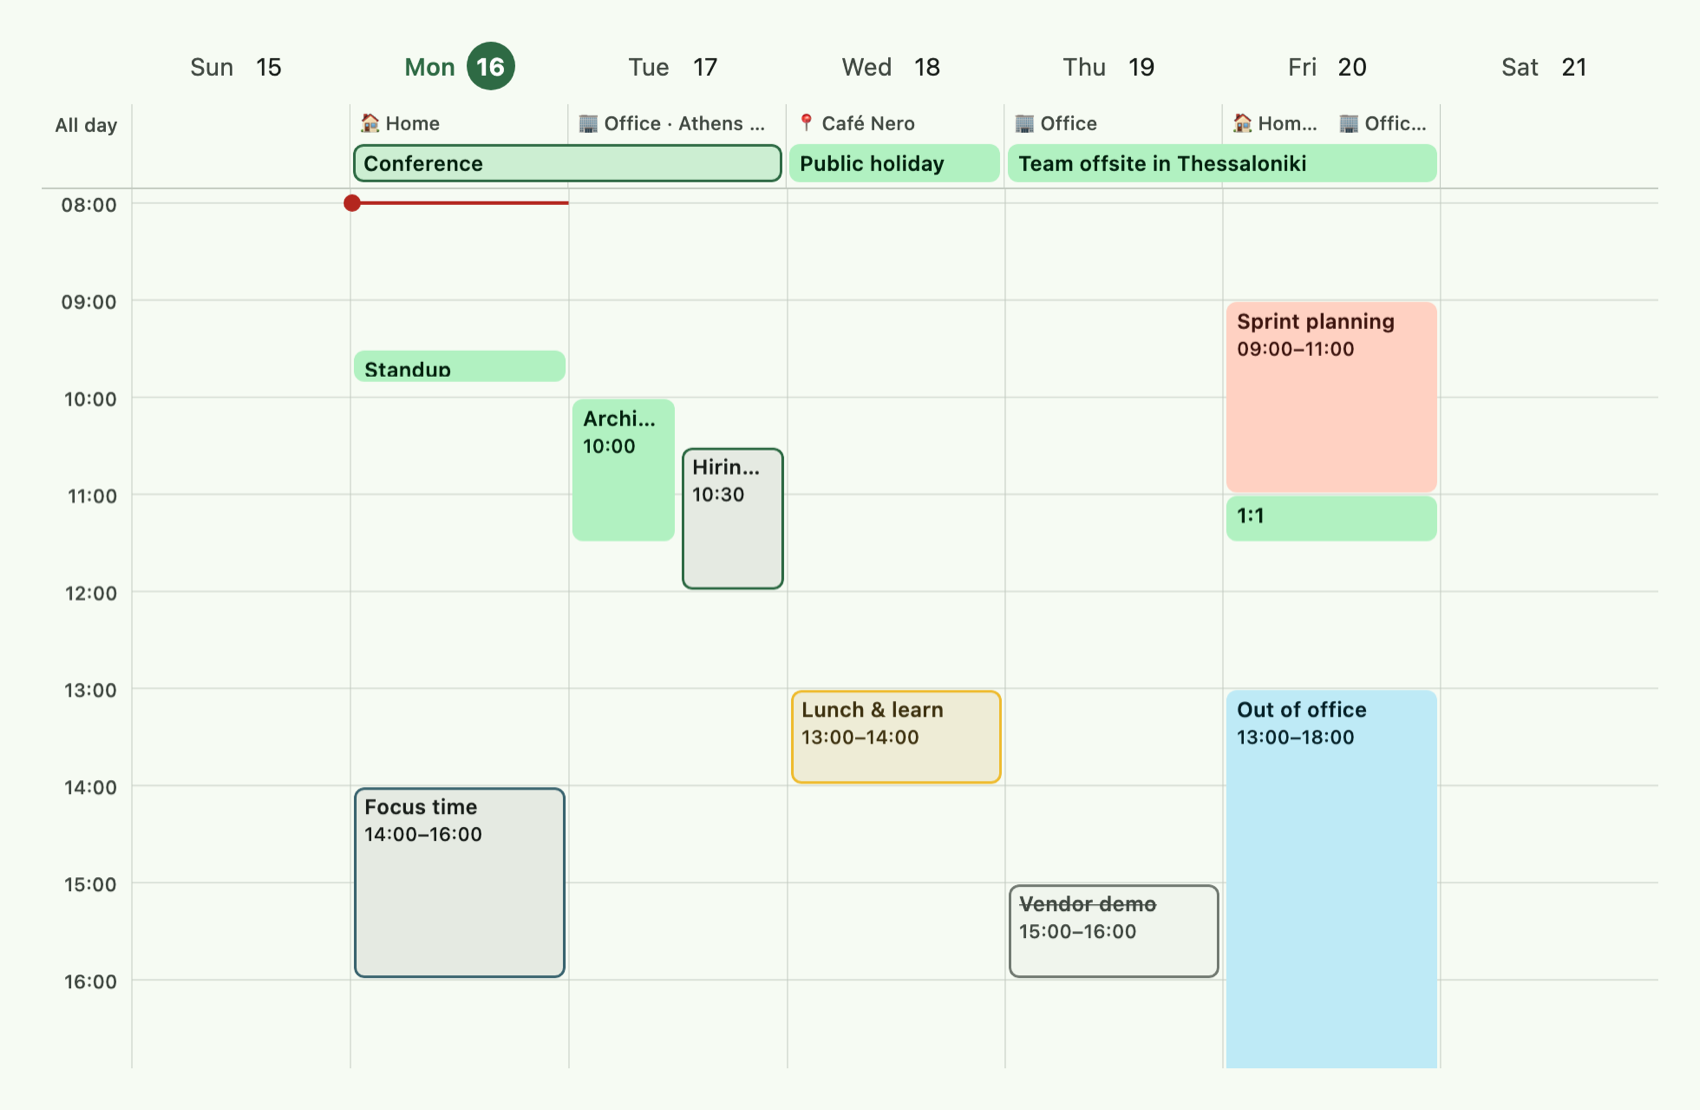 Sun 15 Mon 16 Tue 17 Wed 18 Thu 19 Fri 20 Sat 21
All day
Home
Office · Athens ...
Café Nero
Office
Hom...
Offic...
Conference
Public holiday
Team offsite in Thessaloniki
08:00
09:00
Sprint planning
09:00–11:00
Standup
10:00
Archi...
10:00
Hirin...
10:30
11:00
1:1
12:00
13:00
Lunch & learn
13:00–14:00
Out of office
13:00–18:00
14:00
Focus time
14:00–16:00
15:00
Vendor demo
15:00–16:00
16:00